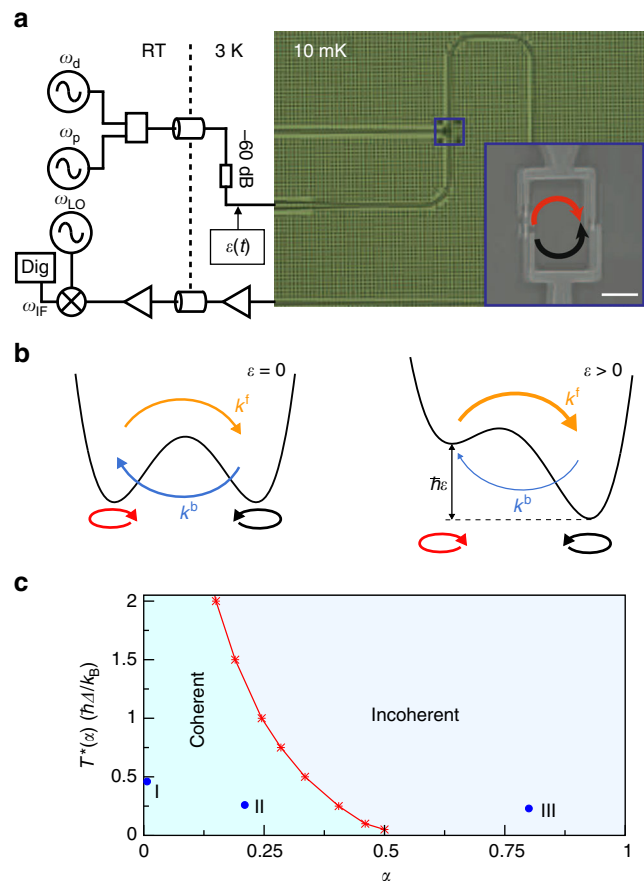 a
RT
3 K
10 mK
ω_d
ω_p
–60 dB
ω_LO
ε(t)
Dig
ω_IF
b
ε = 0
ε > 0
k^f
k^f
k^b
ħε
k^b
c
T*(α) (ħΔ/k_B)
2
1.5
1
0.5
0
Coherent
Incoherent
I
II
III
0
0.25
0.5
0.75
1
α